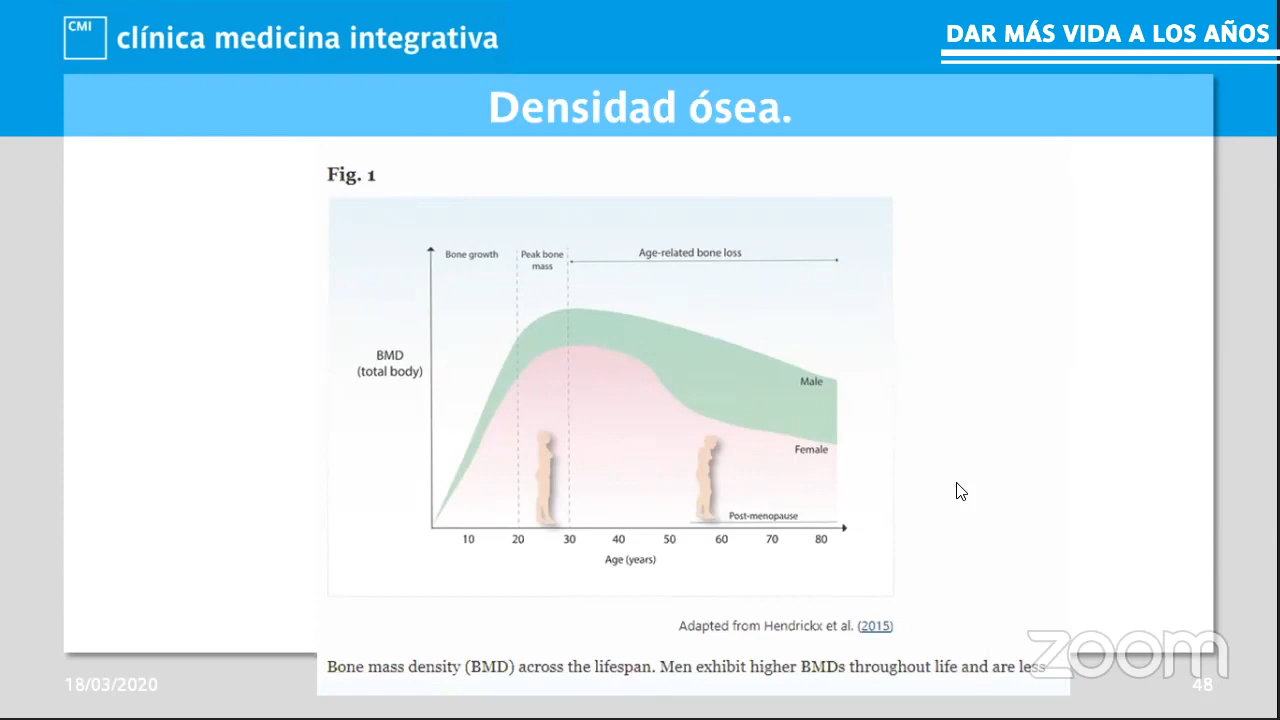 CMI
clínica medicina integrativa
DAR MÁS VIDA A LOS AÑOS
Densidad ósea.
Fig. 1
Bone growth
Peak bone
mass
Age-related bone loss
BMD
(total body)
Male
Female
Post-menopause
10 20 30 40 50 60 70 80
Age (years)
Adapted from Hendrickx et al. (2015)
Bone mass density (BMD) across the lifespan. Men exhibit higher BMDs throughout life and are less
zoom
18/03/2020
48